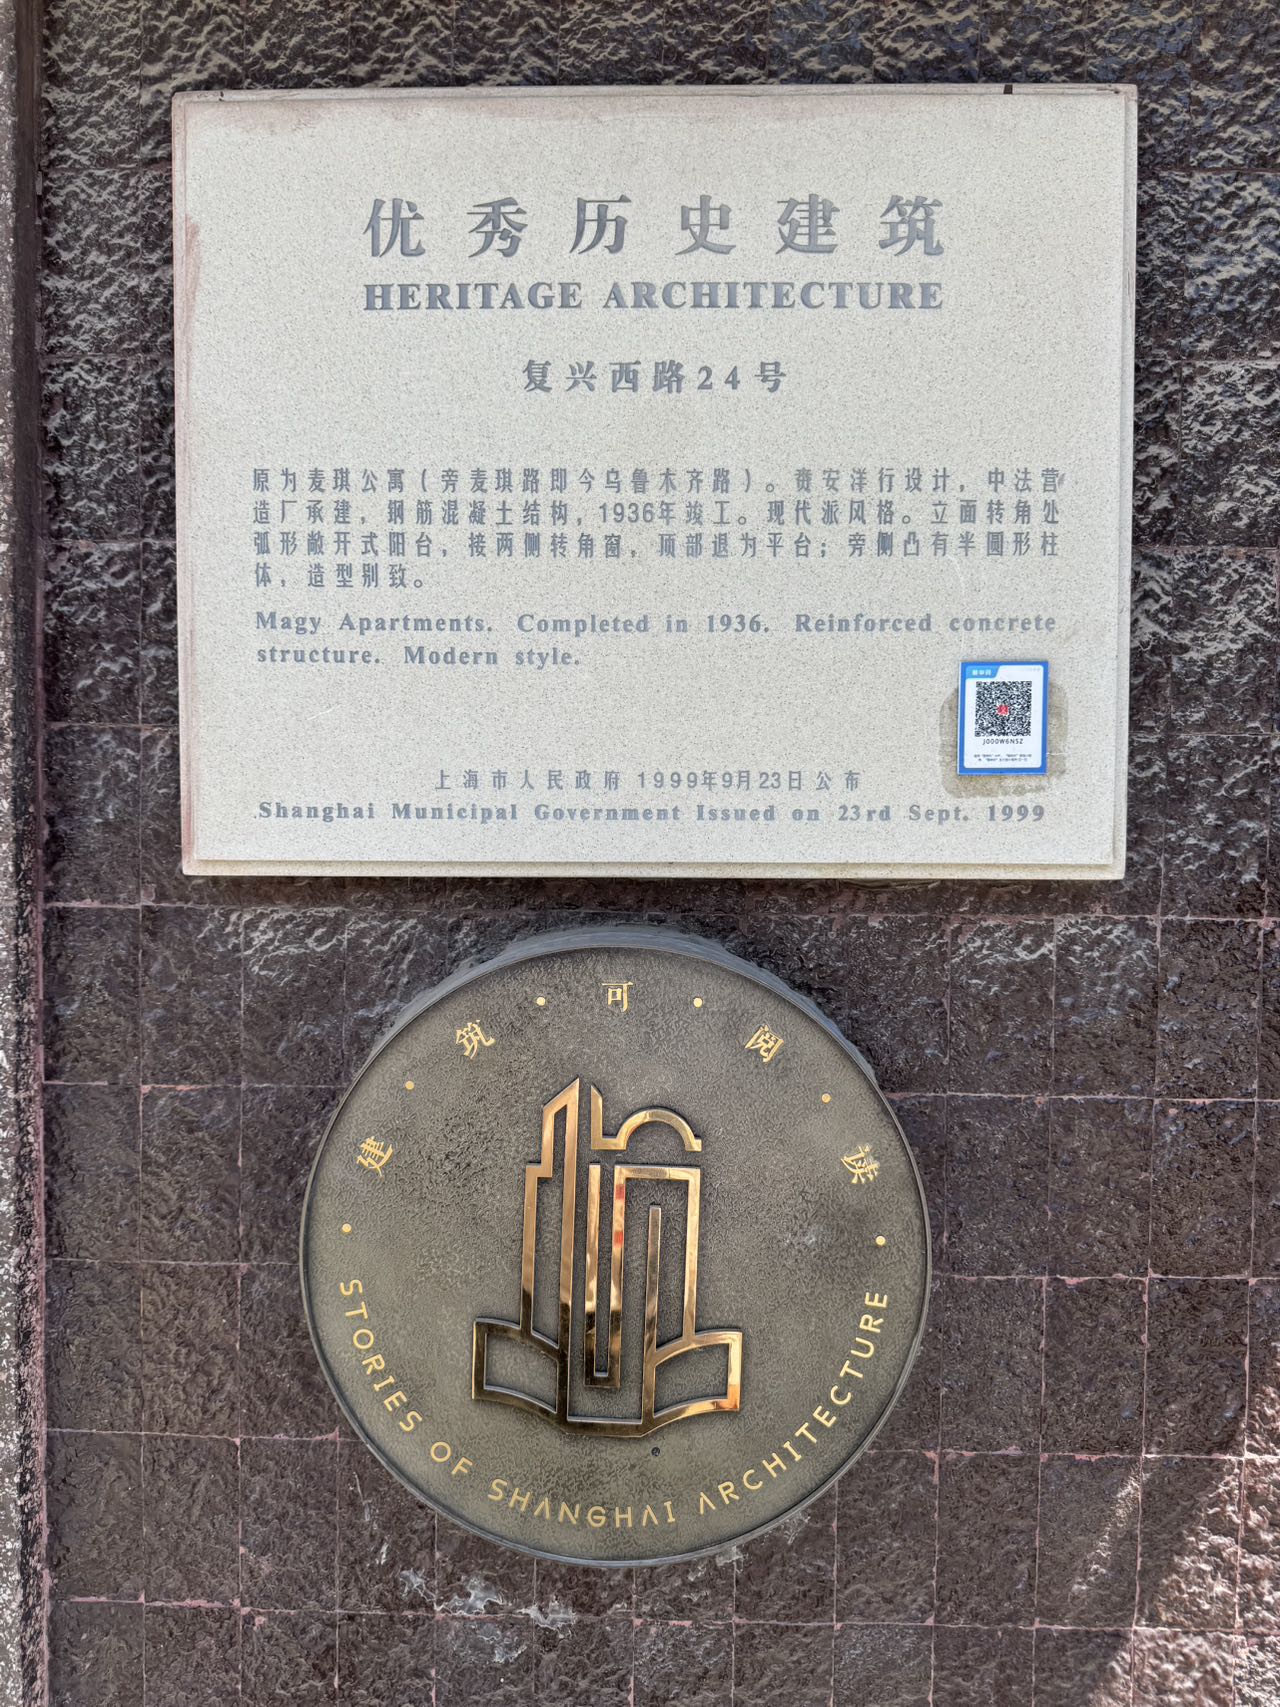 优秀历史建筑
HERITAGE ARCHITECTURE
复兴西路24号
原为麦琪公寓（旁麦琪路即今乌鲁木齐路）。赉安洋行设计，中法营
造厂承建，钢筋混凝土结构，1936年竣工。现代派风格。立面转角处
弧形敞开式阳台，接两侧转角窗，顶部退为平台；旁侧凸有半圆形柱
体，造型别致。
Magy Apartments. Completed in 1936. Reinforced concrete
structure. Modern style.
J000W6N5Z
上海市人民政府 1999年9月23日公布
Shanghai Municipal Government Issued on 23rd Sept. 1999
建·筑·可·阅·读
STORIES OF SHANGHAI ARCHITECTURE